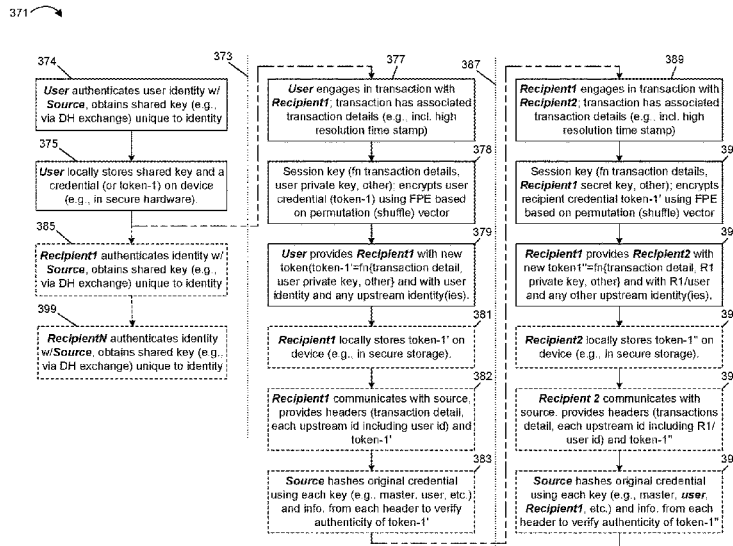 371
374
User authenticates user identity w/
Source, obtains shared key (e.g.,
via DH exchange) unique to identity
375
User locally stores shared key and a
credential (or token-1) on device
(e.g., in secure hardware).
385
Recipient1 authenticates identity w/
Source, obtains shared key (e.g.,
via DH exchange) unique to identity
399
RecipientN authenticates identity
w/Source, obtains shared key (e.g.,
via DH exchange) unique to identity
373
377
User engages in transaction with
Recipient1; transaction has associated
transaction details (e.g., incl. high
resolution time stamp)
378
Session key (fn transaction details,
user private key, other); encrypts user
credential (token-1) using FPE based
on permutation (shuffle) vector
379
User provides Recipient1 with new
token(token-1'=fn{transaction detail,
user private key, other} and with user
identity and any upstream identity(ies).
381
Recipient1 locally stores token-1' on
device (e.g., in secure storage).
382
Recipient1 communicates with source,
provides headers (transaction detail,
each upstream id including user id) and
token-1'
383
Source hashes original credential
using each key (e.g., master, user, etc.)
and info. from each header to verify
authenticity of token-1'
387
389
Recipient1 engages in transaction with
Recipient2; transaction has associated
transaction details (e.g., incl. high
resolution time stamp)
39
Session key (fn transaction details,
Recipient1 secret key, other); encrypts
recipient credential token-1' using FPE
based on permutation (shuffle) vector
39
Recipient1 provides Recipient2 with
new token1''=fn{transaction detail, R1
private key, other} and with R1/user
and any other upstream identity(ies).
39
Recipient2 locally stores token-1'' on
device (e.g., in secure storage).
39
Recipient 2 communicates with
source. provides headers (transactions
detail, each upstream id including R1/
user id) and token-1''
39
Source hashes original credential
using each key (e.g., master, user,
Recipient1, etc.) and info. from each
header to verify authenticity of token-1''